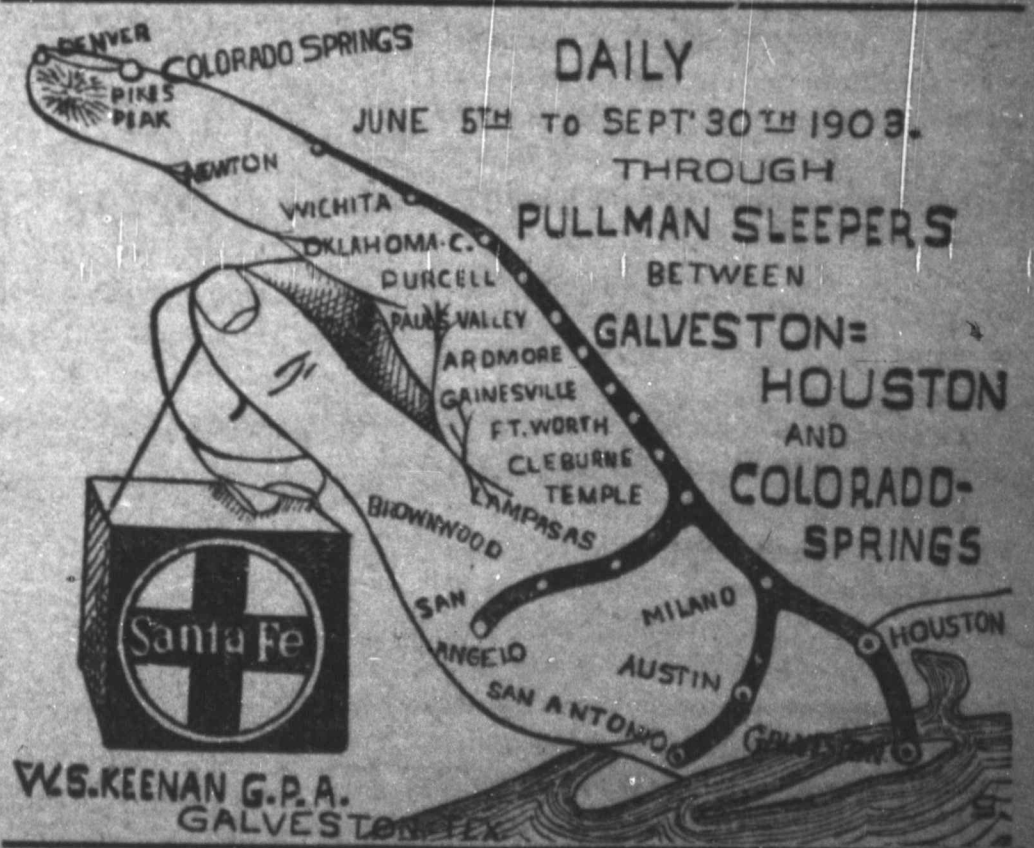 DENVER
COLORADO SPRINGS
PIKES
PEAK
NEWTON
WICHITA
OKLAHOMA·C.
PURCELL
PAULS VALLEY
ARDMORE
GAINESVILLE
FT. WORTH
CLEBURNE
TEMPLE
LAMPASAS
BROWNWOOD
SAN
ANGELO
MILANO
AUSTIN
SAN ANTONIO
HOUSTON
GALVESTON
DAILY
JUNE 5TH TO SEPT' 30TH 1903.
THROUGH
PULLMAN SLEEPERS
BETWEEN
GALVESTON=
HOUSTON
AND
COLORADO-
SPRINGS
Santa Fe
W.S. KEENAN G.P.A.
GALVESTON, TEX.